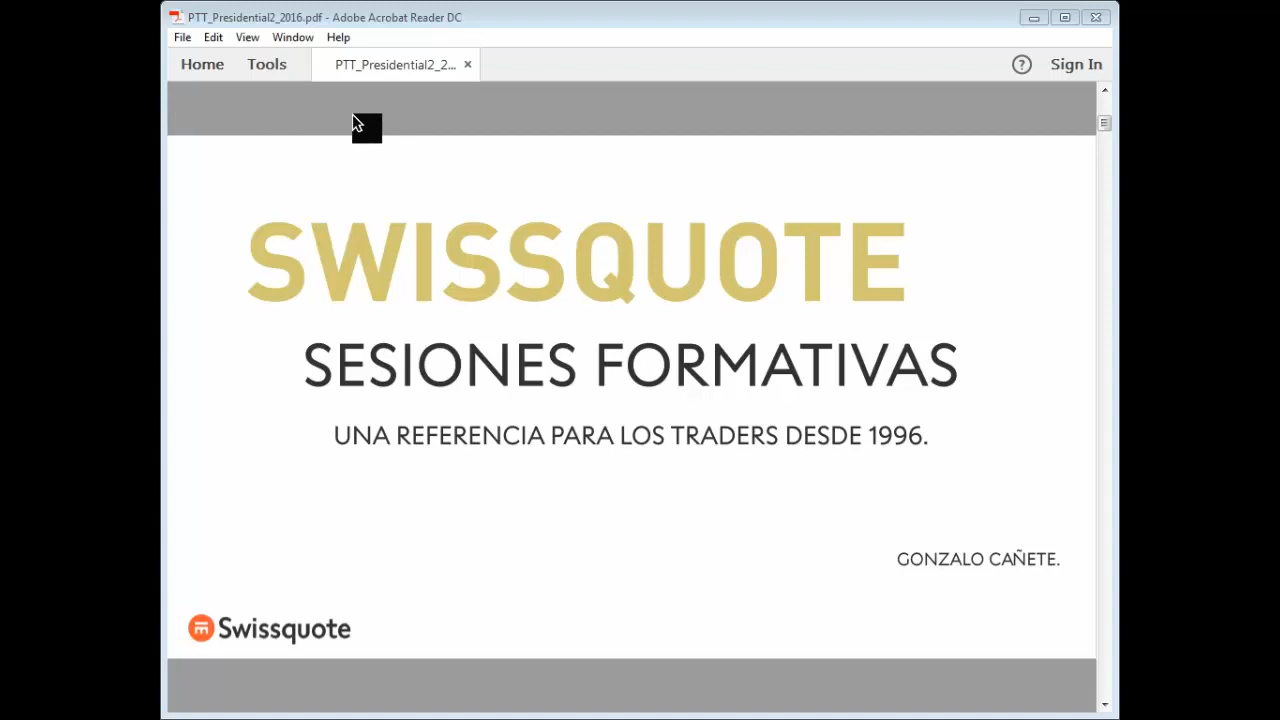 PTT_Presidential2_2016.pdf - Adobe Acrobat Reader DC
File Edit View Window Help
Home Tools PTT_Presidential2_2... × ? Sign In
SWISSQUOTE
SESIONES FORMATIVAS
UNA REFERENCIA PARA LOS TRADERS DESDE 1996.
GONZALO CAÑETE.
Swissquote